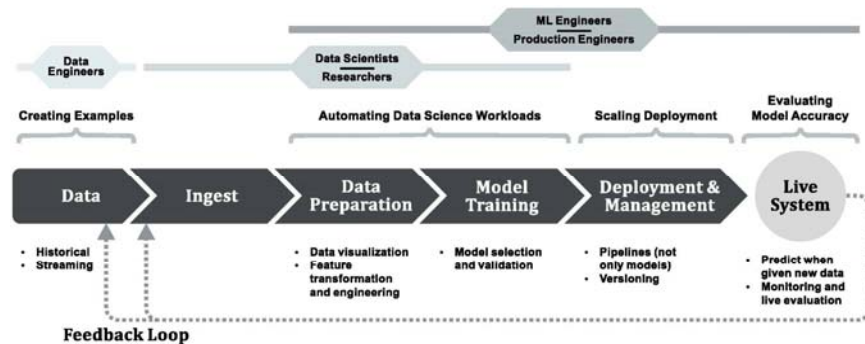 ML Engineers
Production Engineers
Data
Engineers
Data Scientists
Researchers
Creating Examples
Automating Data Science Workloads
Scaling Deployment
Evaluating
Model Accuracy
Data
Ingest
Data
Preparation
Model
Training
Deployment &
Management
Live
System
• Historical
• Streaming
• Data visualization
• Feature
transformation
and engineering
• Model selection
and validation
• Pipelines (not
only models)
• Versioning
• Predict when
given new data
• Monitoring and
live evaluation
Feedback Loop